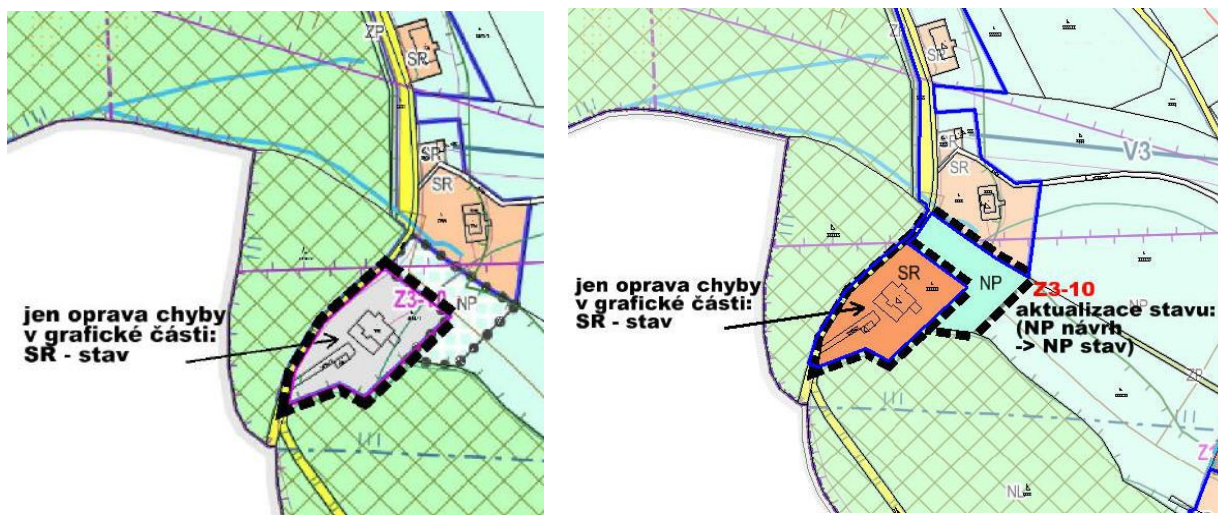 ZP
SR
SR
SR
Z3-10
NP
jen oprava chyby
v grafické části:
SR - stav
SR
V3
SR
SR
NP
Z3-10
NP
aktualizace stavu:
(NP návrh
-> NP stav)
jen oprava chyby
v grafické části:
SR - stav
ZP
NL